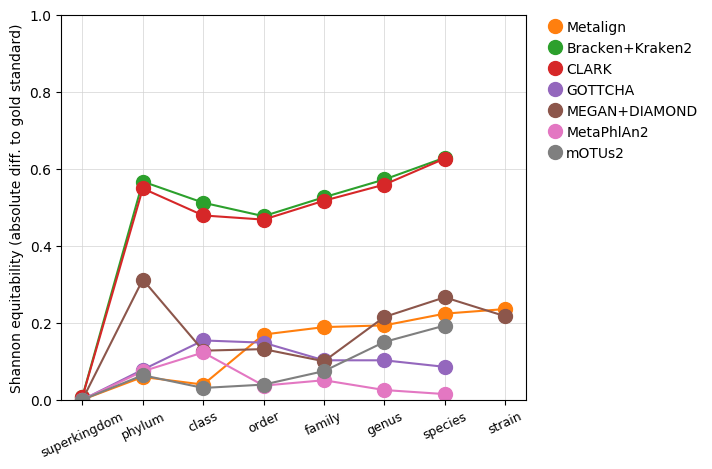 Shannon equitability (absolute diff. to gold standard)
1.0
0.8
0.6
0.4
0.2
0.0
superkingdom
phylum
class
order
family
genus
species
strain
Metalign
Bracken+Kraken2
CLARK
GOTTCHA
MEGAN+DIAMOND
MetaPhlAn2
mOTUs2